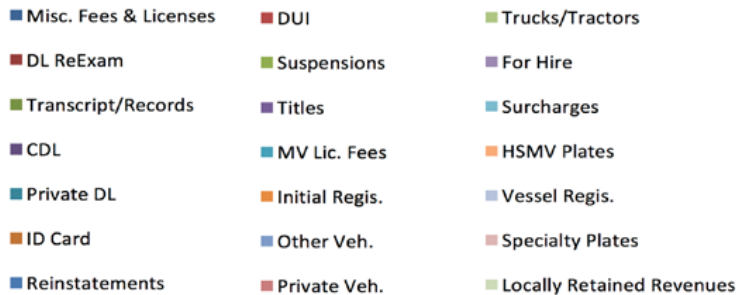 Misc. Fees & Licenses
DL ReExam
Transcript/Records
CDL
Private DL
ID Card
Reinstatements
DUI
Suspensions
Titles
MV Lic. Fees
Initial Regis.
Other Veh.
Private Veh.
Trucks/Tractors
For Hire
Surcharges
HSMV Plates
Vessel Regis.
Specialty Plates
Locally Retained Revenues